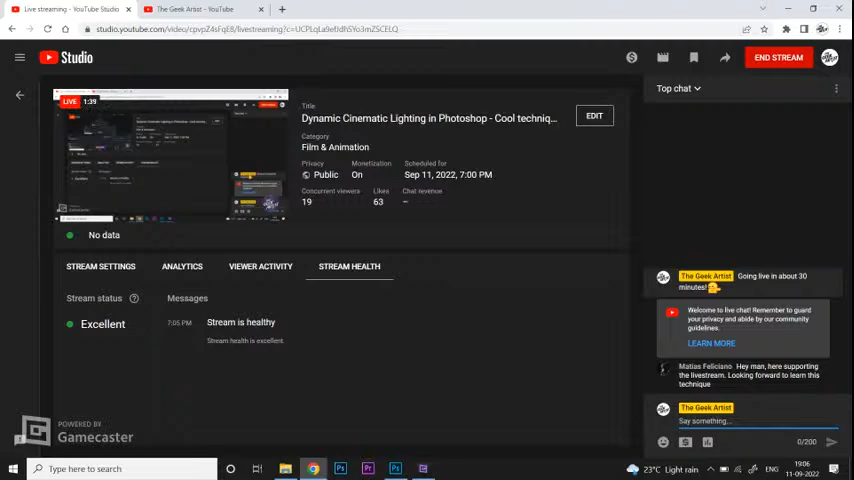 Live streaming - YouTube Studio
The Geek Artist - YouTube
studio.youtube.com/video/
Studio
END STREAM
LIVE 1:39
Title
Dynamic Cinematic Lighting in Photoshop - Cool techniq...
EDIT
Category
Film & Animation
Privacy
Monetization
Scheduled for
Public
On
Sep 11, 2022, 7:00 PM
Concurrent viewers
Likes
Chat revenue
19
63
–
No data
STREAM SETTINGS
ANALYTICS
VIEWER ACTIVITY
STREAM HEALTH
Stream status
Messages
Excellent
7:05 PM
Stream is healthy
Stream health is excellent.
Top chat
The Geek Artist Going live in about 30
minutes!
Welcome to live chat! Remember to guard
your privacy and abide by our community
guidelines.
LEARN MORE
Matias Feliciano Hey man, here supporting
the livestream. Looking forward to learn this
technique
The Geek Artist
Say something...
0/200
POWERED BY
Gamecaster
Type here to search
Ps
Pr
Ps
23°C Light rain
ENG
19:06
11-09-2022